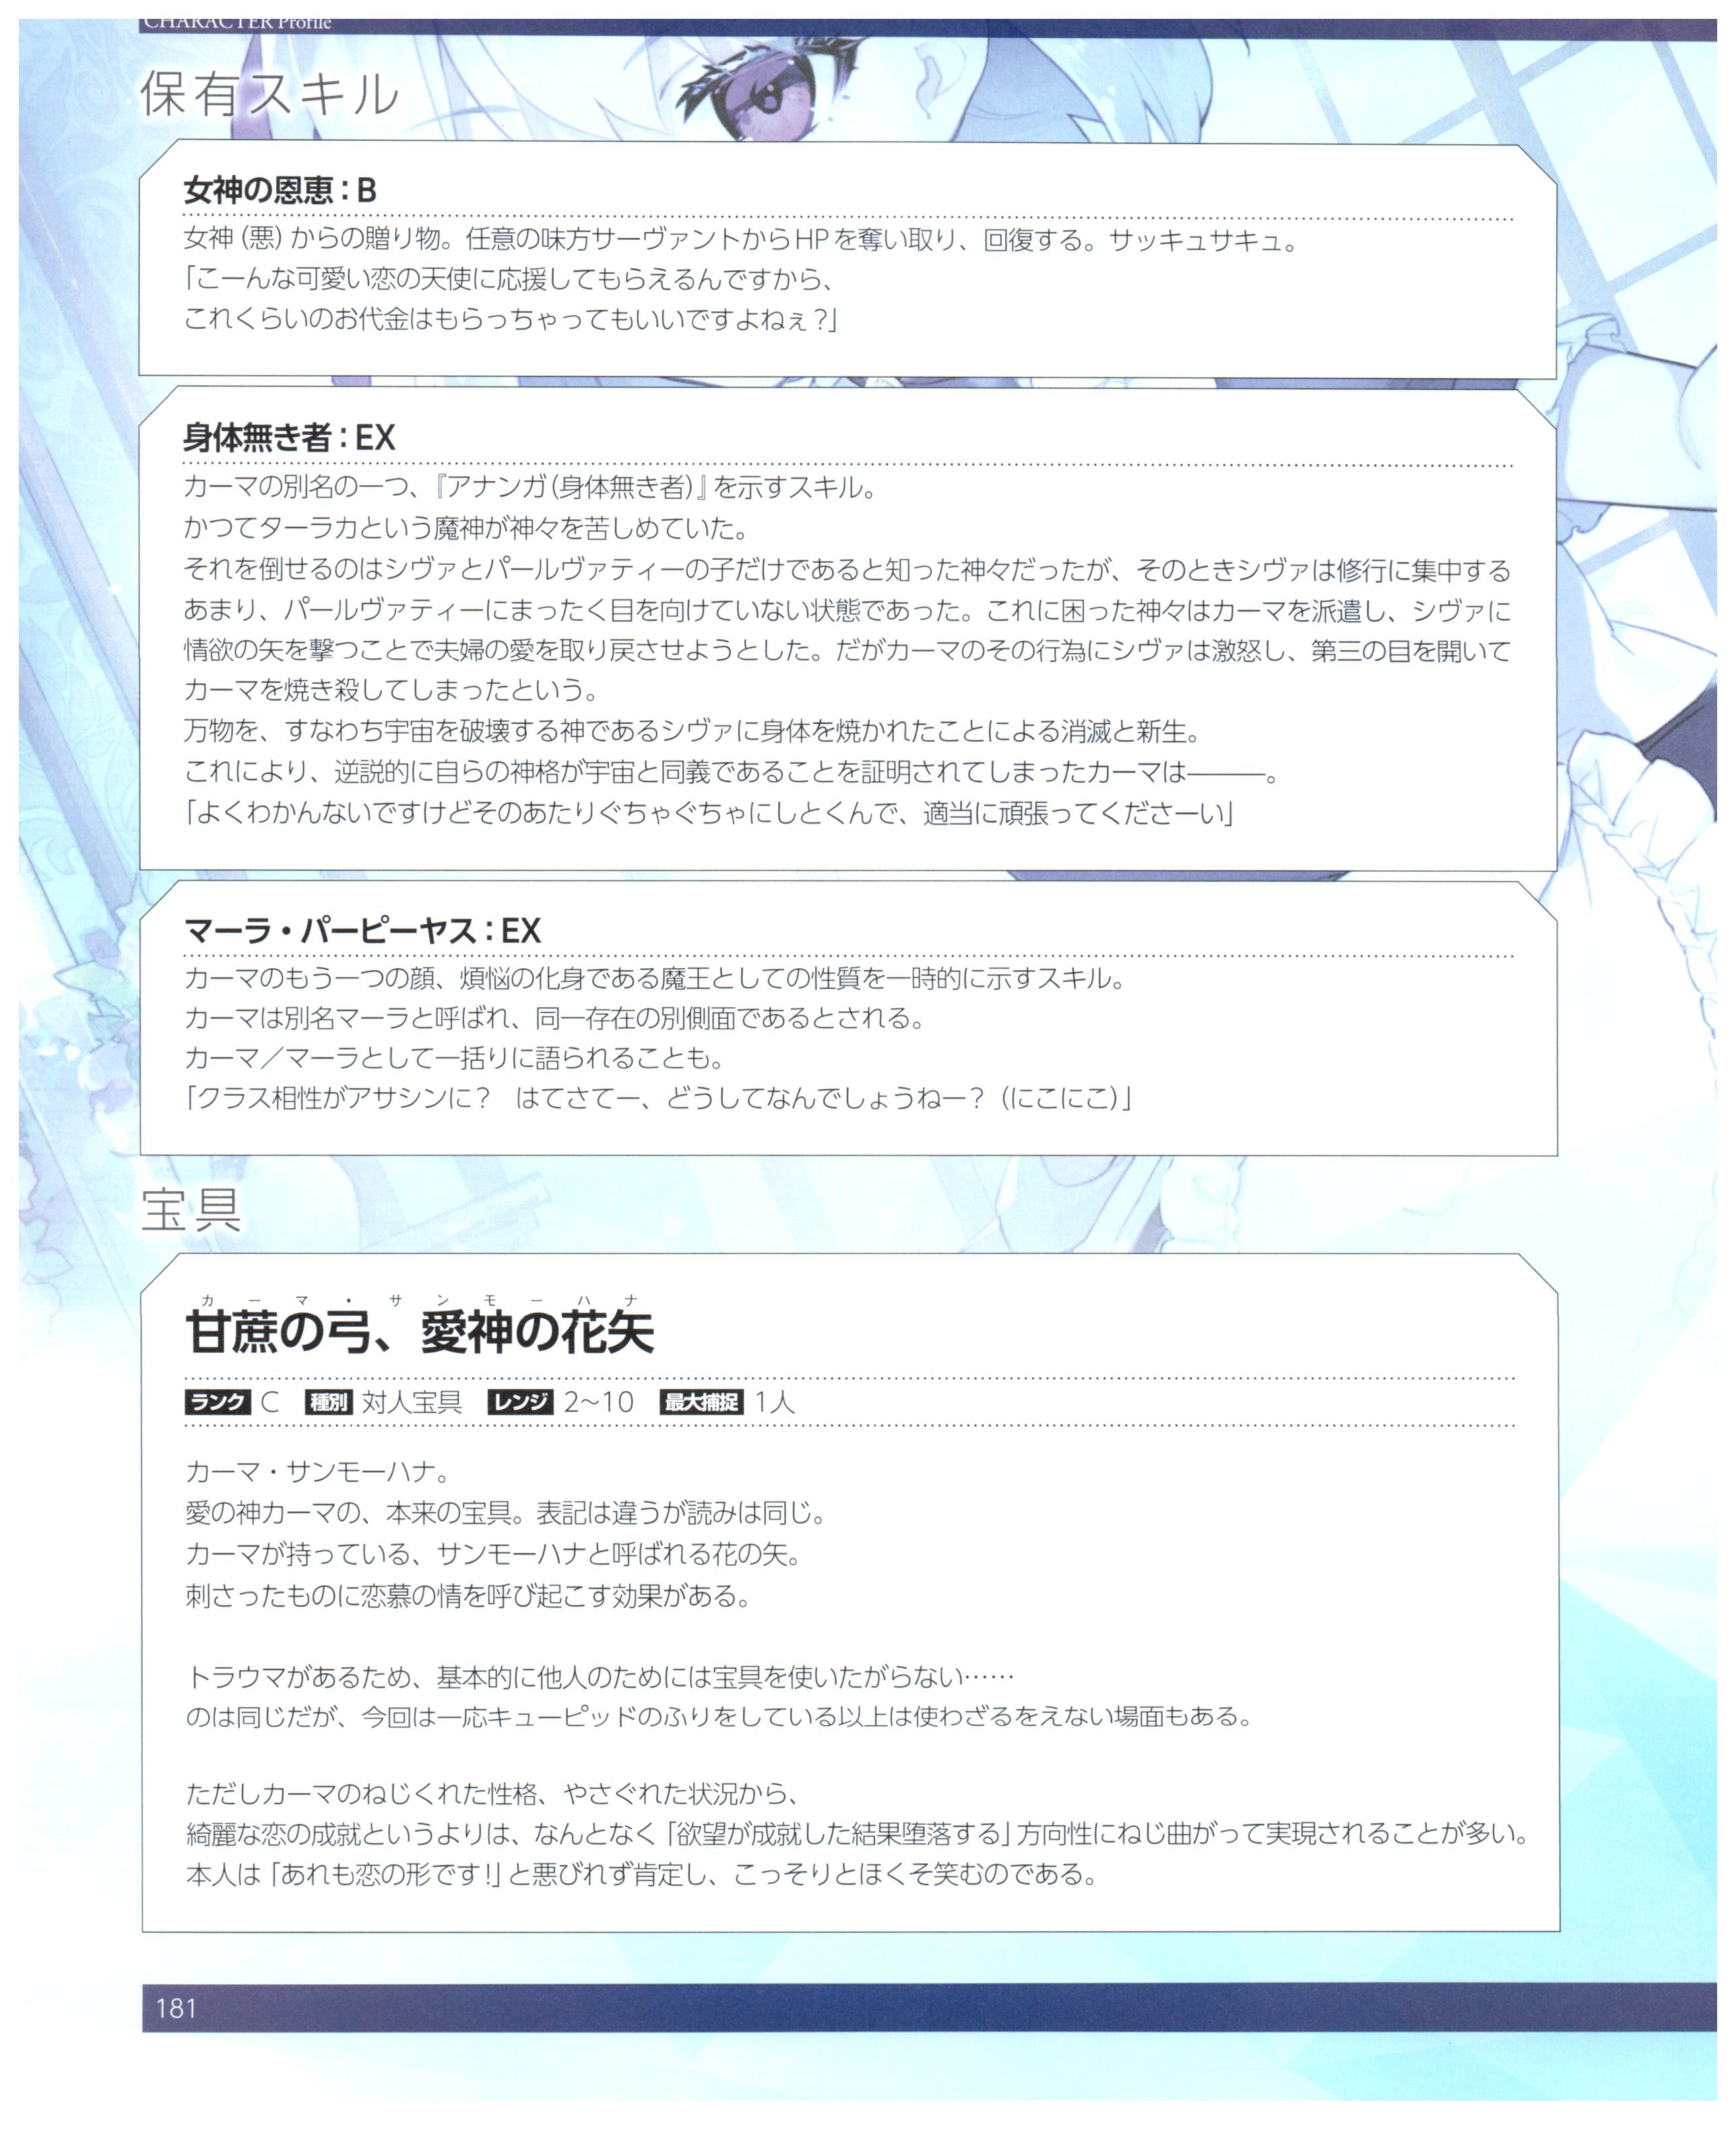 CHARACTER Profile
保有スキル
女神の恩恵：B
女神（悪）からの贈り物。任意の味方サーヴァントからHPを奪い取り、回復する。サッキュサキュ。
「こーんな可愛い恋の天使に応援してもらえるんですから、
これくらいのお代金はもらっちゃってもいいですよねぇ？」
身体無き者：EX
カーマの別名の一つ、『アナンガ（身体無き者）』を示すスキル。
かつてターラカという魔神が神々を苦しめていた。
それを倒せるのはシヴァとパールヴァティーの子だけであると知った神々だったが、そのときシヴァは修行に集中する
あまり、パールヴァティーにまったく目を向けていない状態であった。これに困った神々はカーマを派遣し、シヴァに
情欲の矢を撃つことで夫婦の愛を取り戻させようとした。だがカーマのその行為にシヴァは激怒し、第三の目を開いて
カーマを焼き殺してしまったという。
万物を、すなわち宇宙を破壊する神であるシヴァに身体を焼かれたことによる消滅と新生。
これにより、逆説的に自らの神格が宇宙と同義であることを証明されてしまったカーマは―――。
「よくわかんないですけどそのあたりぐちゃぐちゃにしとくんで、適当に頑張ってくださーい」
マーラ・パーピーヤス：EX
カーマのもう一つの顔、煩悩の化身である魔王としての性質を一時的に示すスキル。
カーマは別名マーラと呼ばれ、同一存在の別側面であるとされる。
カーマ／マーラとして一括りに語られることも。
「クラス相性がアサシンに？　はてさてー、どうしてなんでしょうねー？（にこにこ）」
宝具
カーマ・サンモーハナ
甘蔗の弓、愛神の花矢
ランク C 種別 対人宝具 レンジ 2～10 最大捕捉 1人
カーマ・サンモーハナ。
愛の神カーマの、本来の宝具。表記は違うが読みは同じ。
カーマが持っている、サンモーハナと呼ばれる花の矢。
刺さったものに恋慕の情を呼び起こす効果がある。
トラウマがあるため、基本的に他人のためには宝具を使いたがらない……
のは同じだが、今回は一応キューピッドのふりをしている以上は使わざるをえない場面もある。
ただしカーマのねじくれた性格、やさぐれた状況から、
綺麗な恋の成就というよりは、なんとなく「欲望が成就した結果堕落する」方向性にねじ曲がって実現されることが多い。
本人は「あれも恋の形です！」と悪びれず肯定し、こっそりとほくそ笑むのである。
181